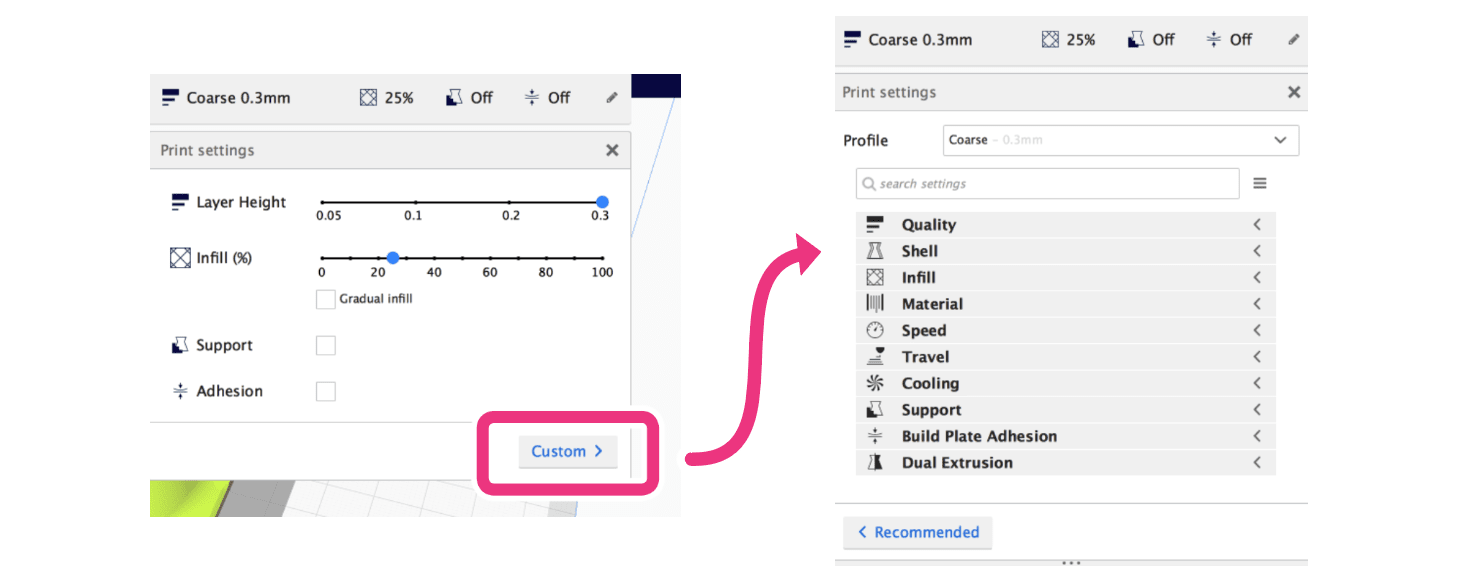 Coarse 0.3mm 25% Off Off
Print settings
Layer Height
0.05 0.1 0.2 0.3
Infill (%)
0 20 40 60 80 100
Gradual infill
Support
Adhesion
Custom
Coarse 0.3mm 25% Off Off
Print settings
Profile Coarse - 0.3mm
search settings
Quality
Shell
Infill
Material
Speed
Travel
Cooling
Support
Build Plate Adhesion
Dual Extrusion
Recommended